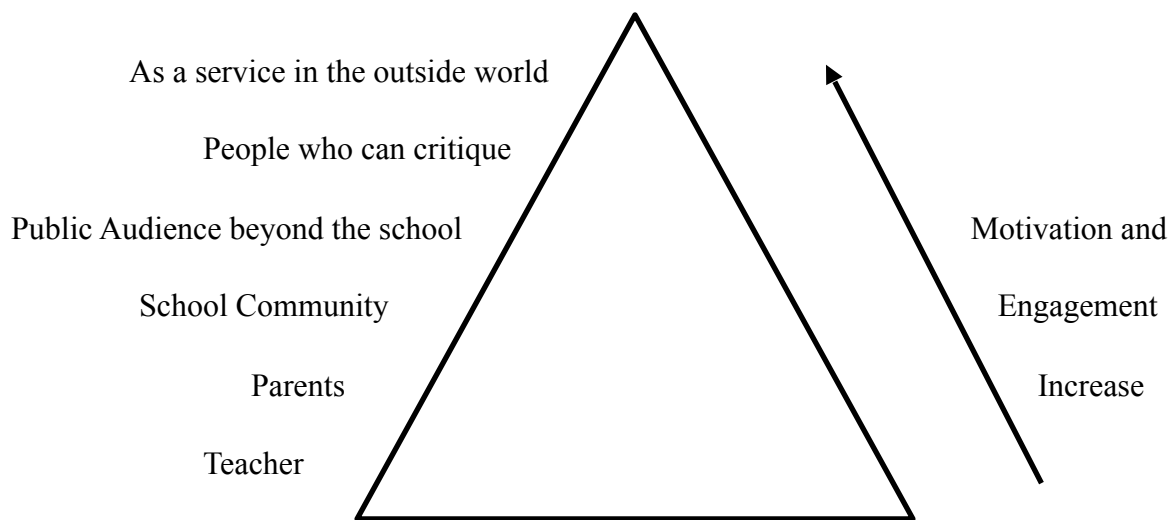 As a service in the outside world
People who can critique
Public Audience beyond the school
School Community
Parents
Teacher
Motivation and
Engagement
Increase